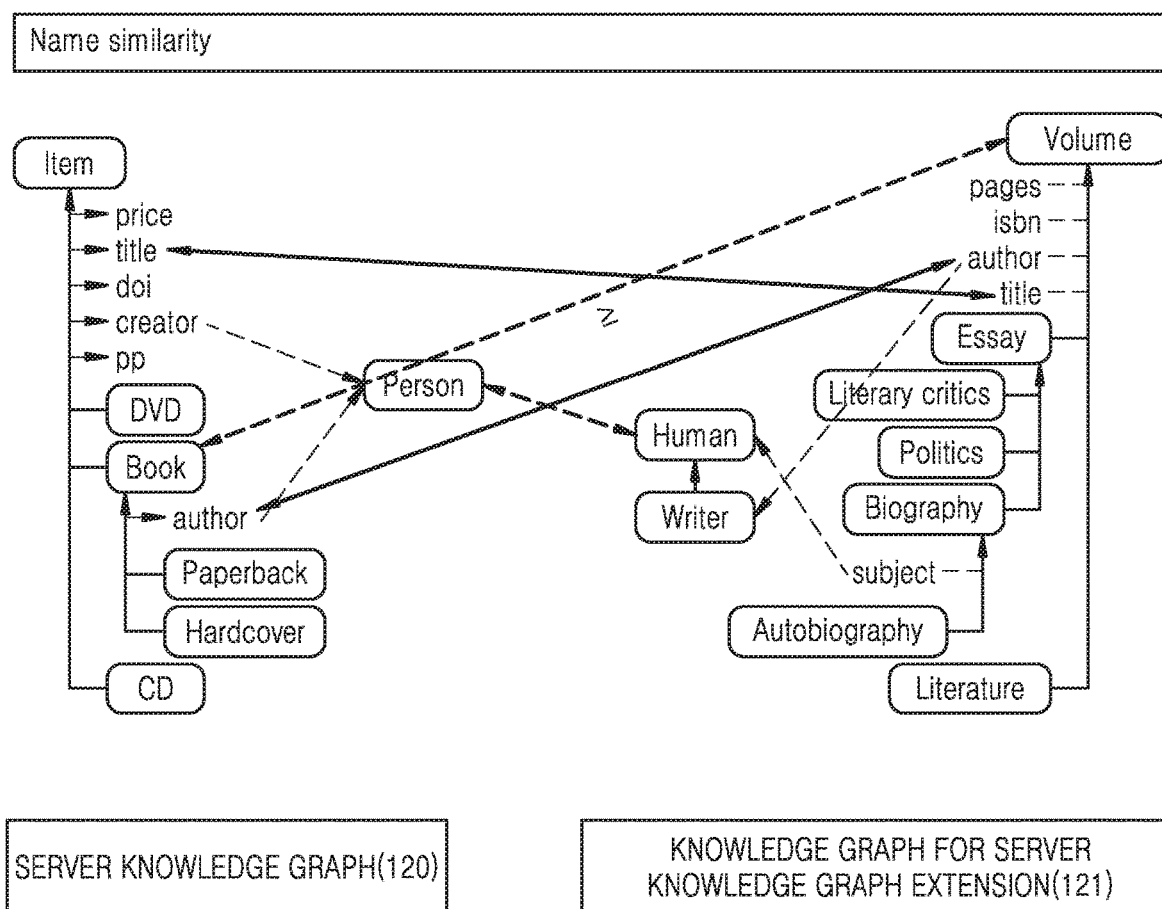 Name similarity
Item
price
title
doi
creator
pp
DVD
Book
author
Paperback
Hardcover
CD
Person
≥
Human
Writer
Volume
pages
isbn
author
title
Essay
Literary critics
Politics
Biography
subject
Autobiography
Literature
SERVER KNOWLEDGE GRAPH(120)
KNOWLEDGE GRAPH FOR SERVER
KNOWLEDGE GRAPH EXTENSION(121)